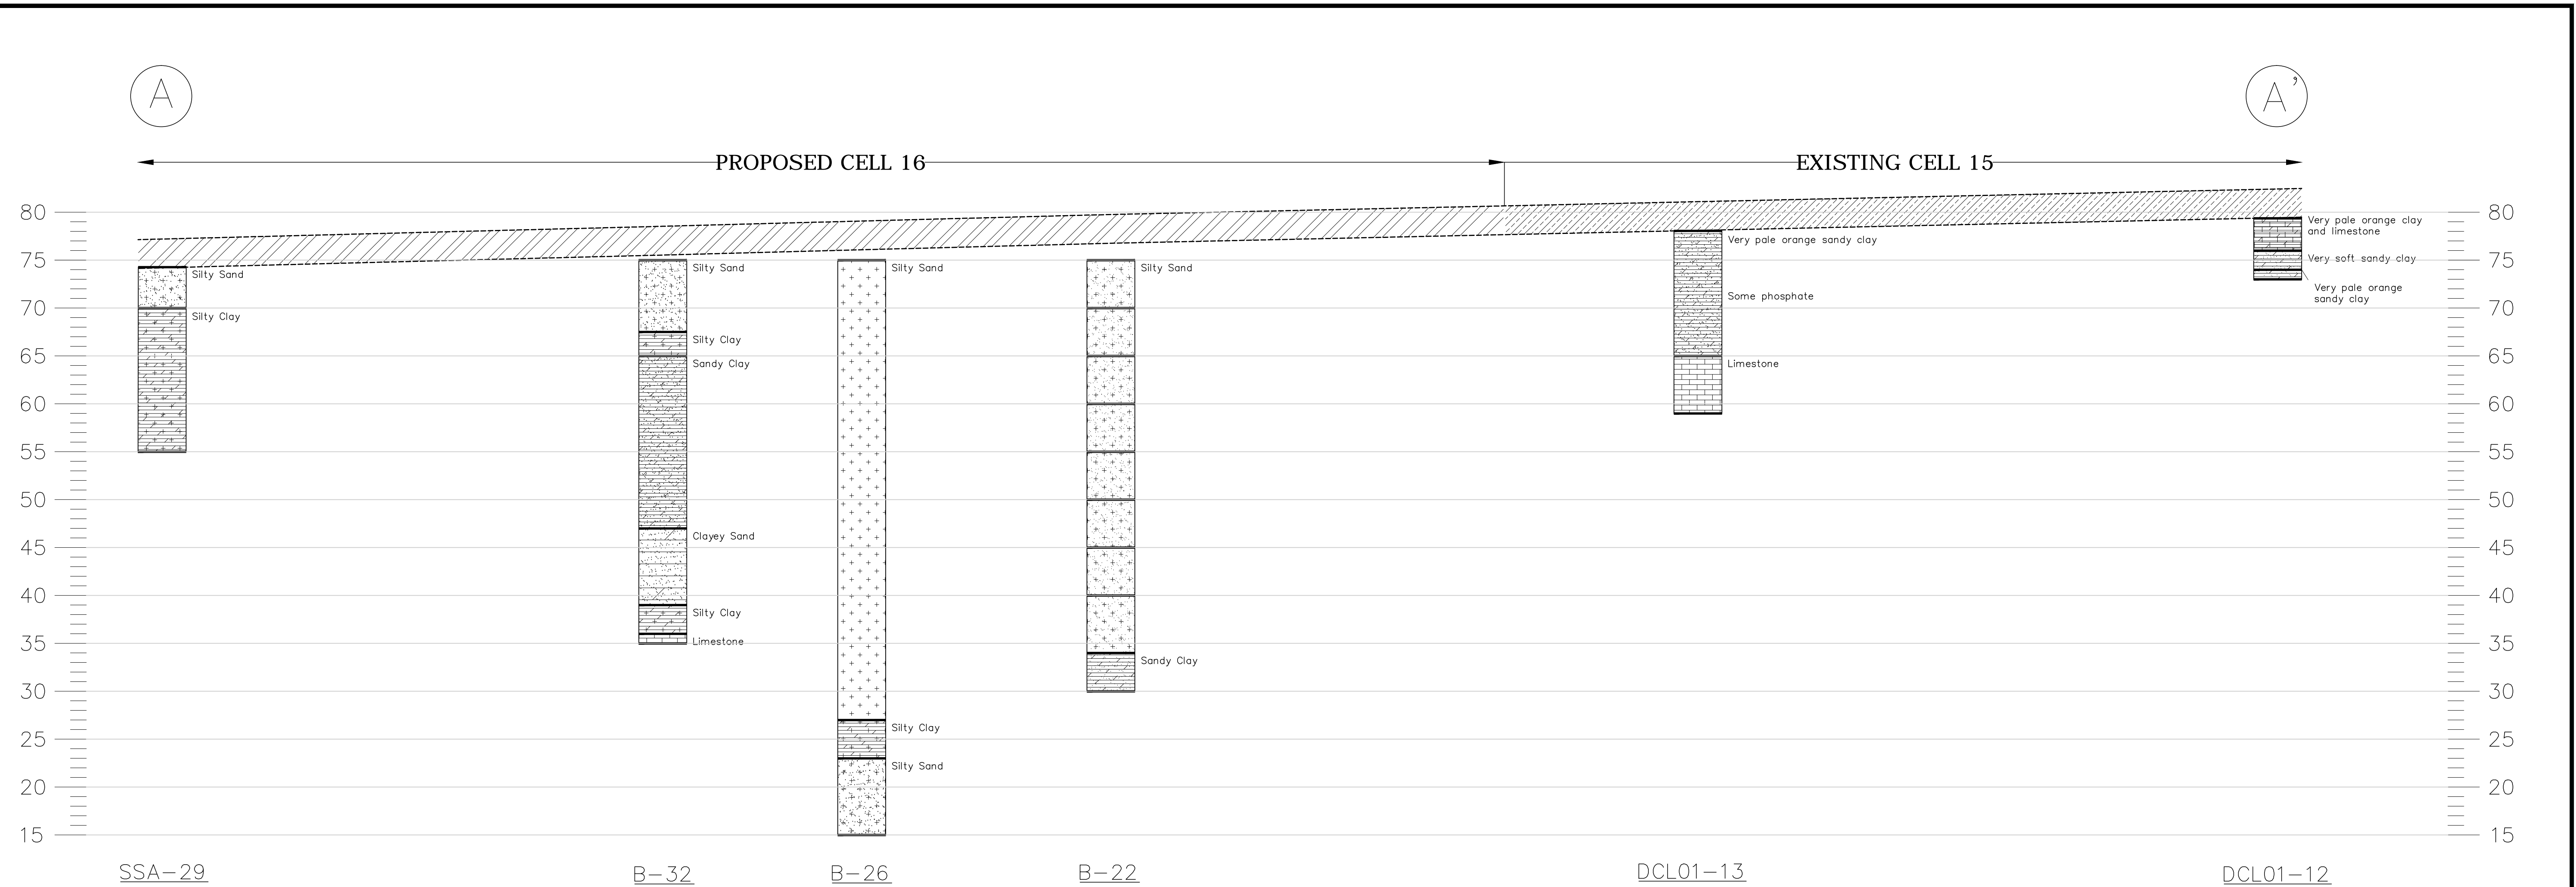 A
A'
PROPOSED CELL 16
EXISTING CELL 15
80
75
70
65
60
55
50
45
40
35
30
25
20
15
Silty Sand
Silty Clay
Silty Sand
Silty Clay
Sandy Clay
Clayey Sand
Silty Clay
Limestone
Silty Sand
Silty Clay
Silty Sand
Silty Sand
Sandy Clay
Very pale orange sandy clay
Some phosphate
Limestone
Very pale orange clay
and limestone
Very soft sandy clay
Very pale orange
sandy clay
80
75
70
65
60
55
50
45
40
35
30
25
20
15
SSA-29
B-32
B-26
B-22
DCL01-13
DCL01-12